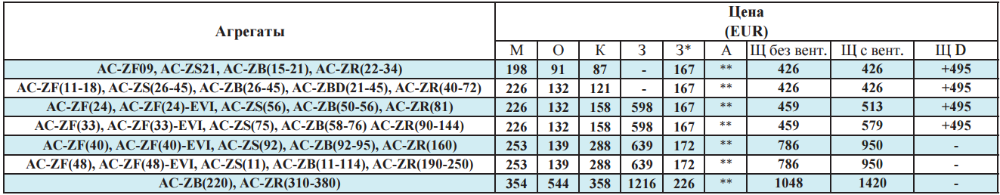 Агрегаты
Цена
(EUR)
М О К З З* А Щ без вент. Щ с вент. Щ D
AC-ZF09, AC-ZS21, AC-ZB(15-21), AC-ZR(22-34) 198 91 87 - 167 ** 426 426 +495
AC-ZF(11-18), AC-ZS(26-45), AC-ZB(26-45), AC-ZBD(21-45), AC-ZR(40-72) 226 132 121 - 167 ** 426 426 +495
AC-ZF(24), AC-ZF(24)-EVI, AC-ZS(56), AC-ZB(50-56), AC-ZR(81) 226 132 158 598 167 ** 459 513 +495
AC-ZF(33), AC-ZF(33)-EVI, AC-ZS(75), AC-ZB(58-76) AC-ZR(90-144) 226 132 158 598 167 ** 459 579 +495
AC-ZF(40), AC-ZF(40)-EVI, AC-ZS(92), AC-ZB(92-95), AC-ZR(160) 253 139 288 639 172 ** 786 950 -
AC-ZF(48), AC-ZF(48)-EVI, AC-ZS(11), AC-ZB(11-114), AC-ZR(190-250) 253 139 288 639 172 ** 786 950 -
AC-ZB(220), AC-ZR(310-380) 354 544 358 1216 226 ** 1048 1420 -